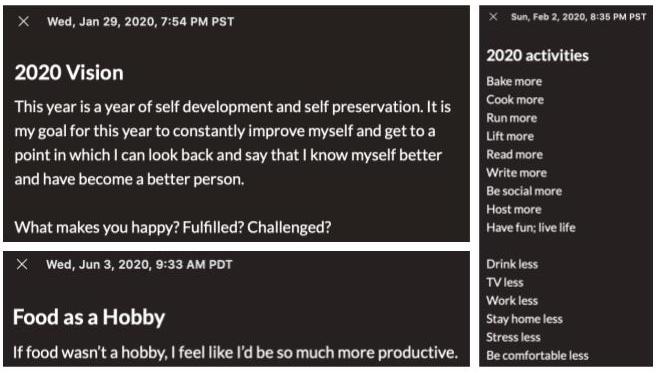 Wed, Jan 29, 2020, 7:54 PM PST
2020 Vision
This year is a year of self development and self preservation. It is
my goal for this year to constantly improve myself and get to a
point in which I can look back and say that I know myself better
and have become a better person.
What makes you happy? Fulfilled? Challenged?
Wed, Jun 3, 2020, 9:33 AM PDT
Food as a Hobby
If food wasn't a hobby, I feel like I'd be so much more productive.
Sun, Feb 2, 2020, 8:35 PM PST
2020 activities
Bake more
Cook more
Run more
Lift more
Read more
Write more
Be social more
Host more
Have fun; live life
Drink less
TV less
Work less
Stay home less
Stress less
Be comfortable less